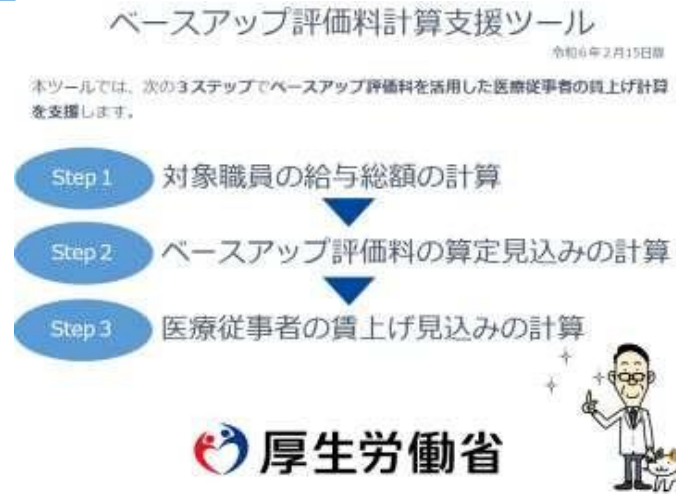 ベースアップ評価料計算支援ツール
令和6年2月15日版
本ツールでは、次の3ステップでベースアップ評価料を活用した医療従事者の賃上げ計算
を支援します。
Step 1 対象職員の給与総額の計算
Step 2 ベースアップ評価料の算定見込みの計算
Step 3 医療従事者の賃上げ見込みの計算
厚生労働省